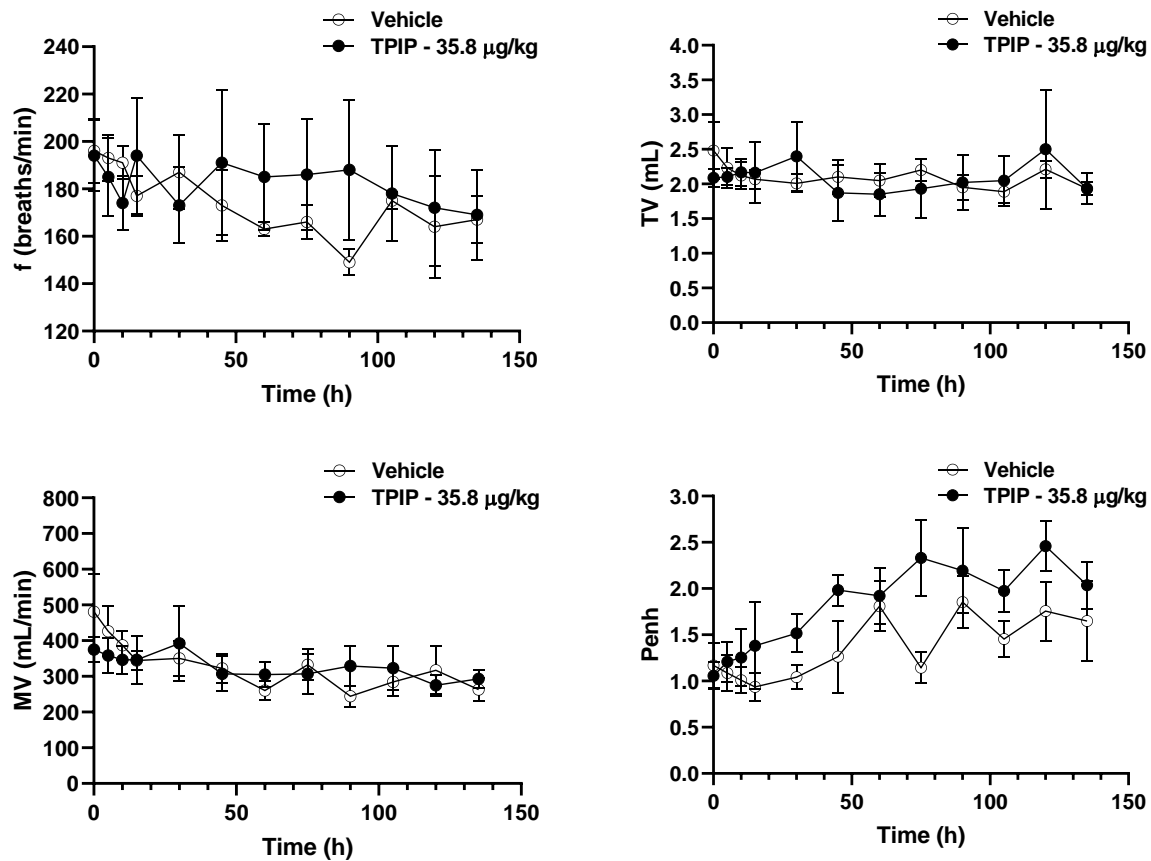 Vehicle
TPIP - 35.8 μg/kg
240
220
200
180
160
140
120
f (breaths/min)
0 50 100 150
Time (h)
Vehicle
TPIP - 35.8 μg/kg
4.0
3.5
3.0
2.5
2.0
1.5
1.0
0.5
0.0
TV (mL)
0 50 100 150
Time (h)
Vehicle
TPIP - 35.8 μg/kg
800
700
600
500
400
300
200
100
0
MV (mL/min)
0 50 100 150
Time (h)
Vehicle
TPIP - 35.8 μg/kg
3.0
2.5
2.0
1.5
1.0
0.5
0.0
Penh
0 50 100 150
Time (h)